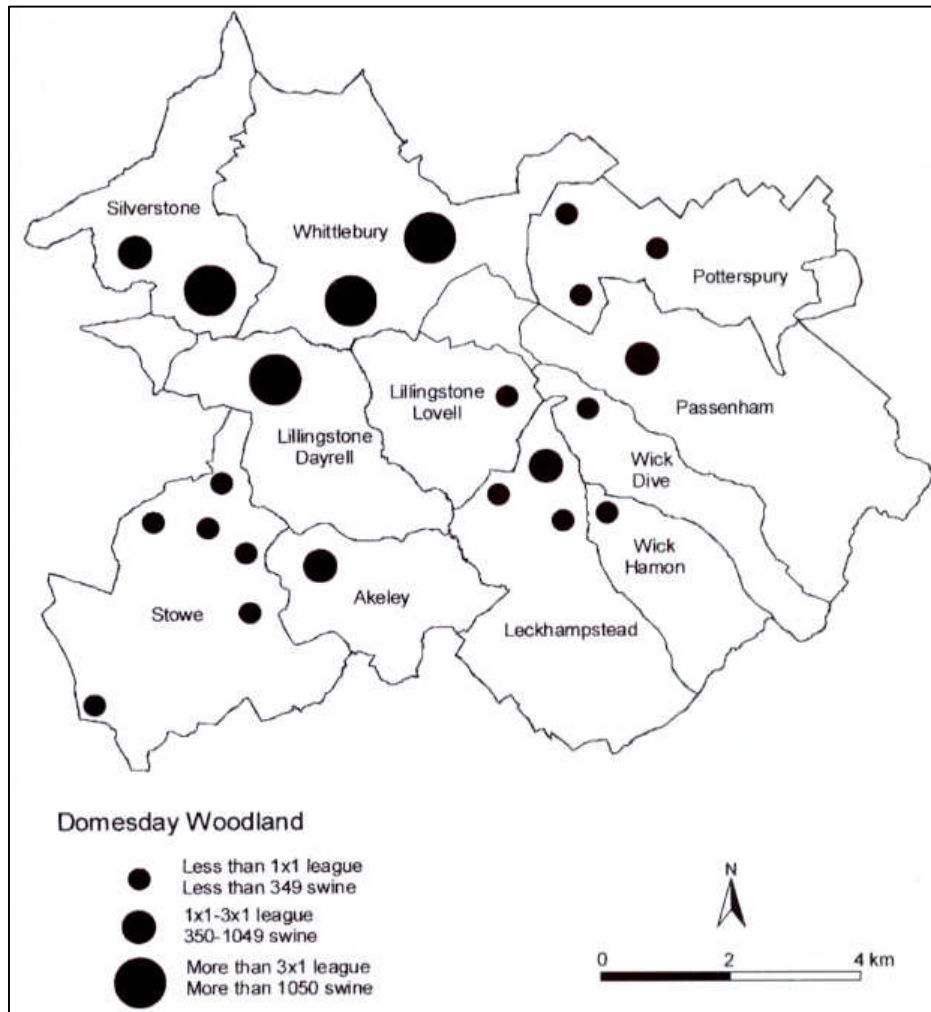 Silverstone
Whittlebury
Potterspury
Lillingstone
Lovell
Passenham
Lillingstone
Dayrell
Wick
Dive
Wick
Hamon
Stowe
Akeley
Leckhampstead
Domesday Woodland
Less than 1x1 league
Less than 349 swine
1x1-3x1 league
350-1049 swine
More than 3x1 league
More than 1050 swine
N
0 2 4 km